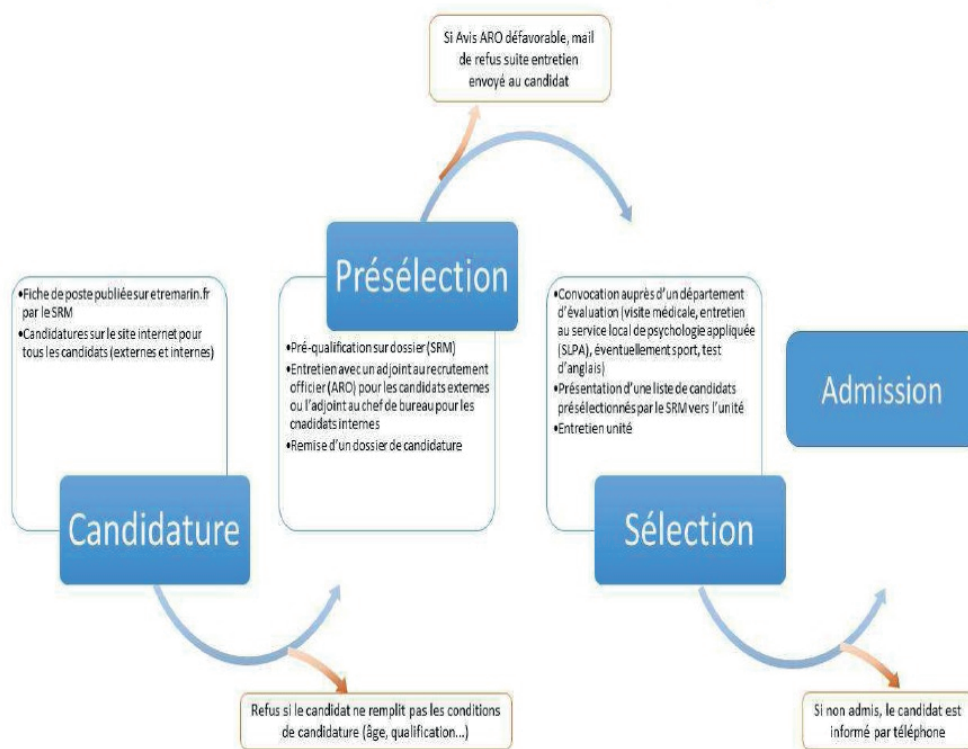 Si Avis ARO défavorable, mail
de refus suite entretien
envoyé au candidat
Présélection
•Fiche de poste publiée sur etremarin.fr
par le SRM
•Candidatures sur le site internet pour
tous les candidats (externes et internes)
Candidature
•Pré-qualification sur dossier (SRM)
•Entretien avec un adjoint au recrutement
officier (ARO) pour les candidats externes
ou l'adjoint au chef de bureau pour les
cnadidats internes
•Remise d'un dossier de candidature
•Convocation auprès d'un département
d'évaluation (visite médicale, entretien
au service local de psychologie appliquée
(SLPA), éventuellement sport, test
d'anglais)
•Présentation d'une liste de candidats
présélectionnés par le SRM vers l'unité
•Entretien unité
Sélection
Admission
Refus si le candidat ne remplit pas les conditions
de candidature (âge, qualification...)
Si non admis, le candidat est
informé par téléphone